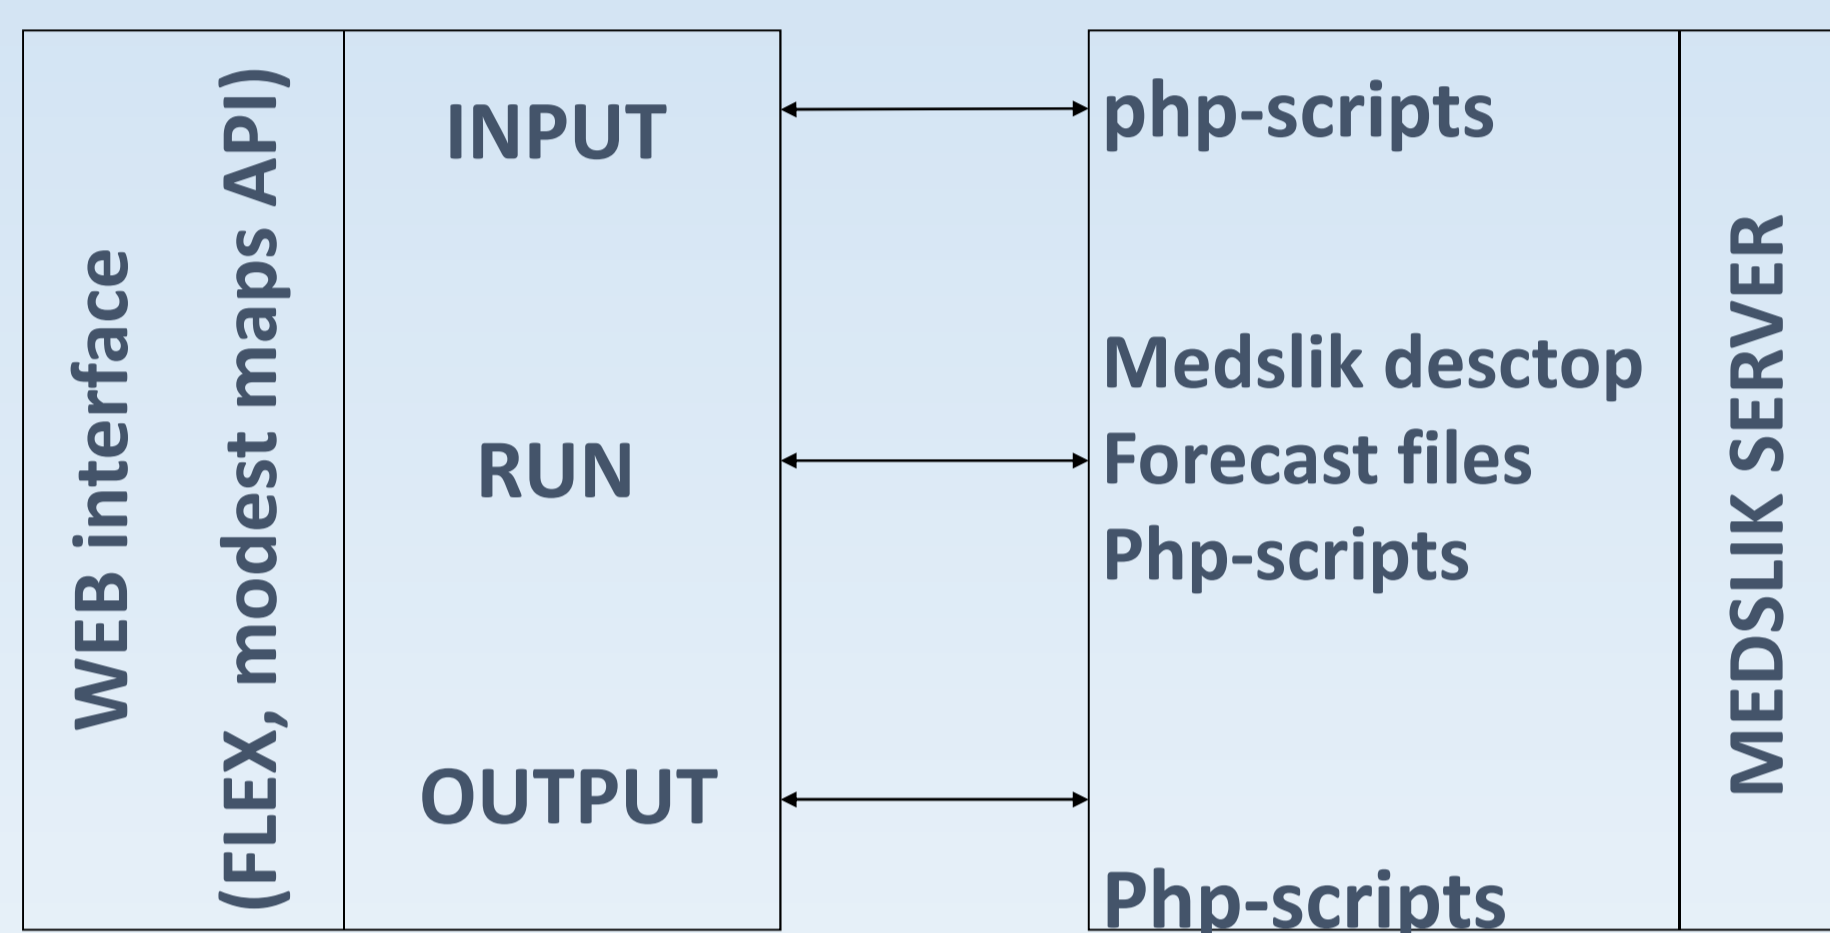 WEB interface
(FLEX, modest maps API)
INPUT
RUN
OUTPUT
php-scripts
Medslik desctop
Forecast files
Php-scripts
Php-scripts
MEDSLIK SERVER